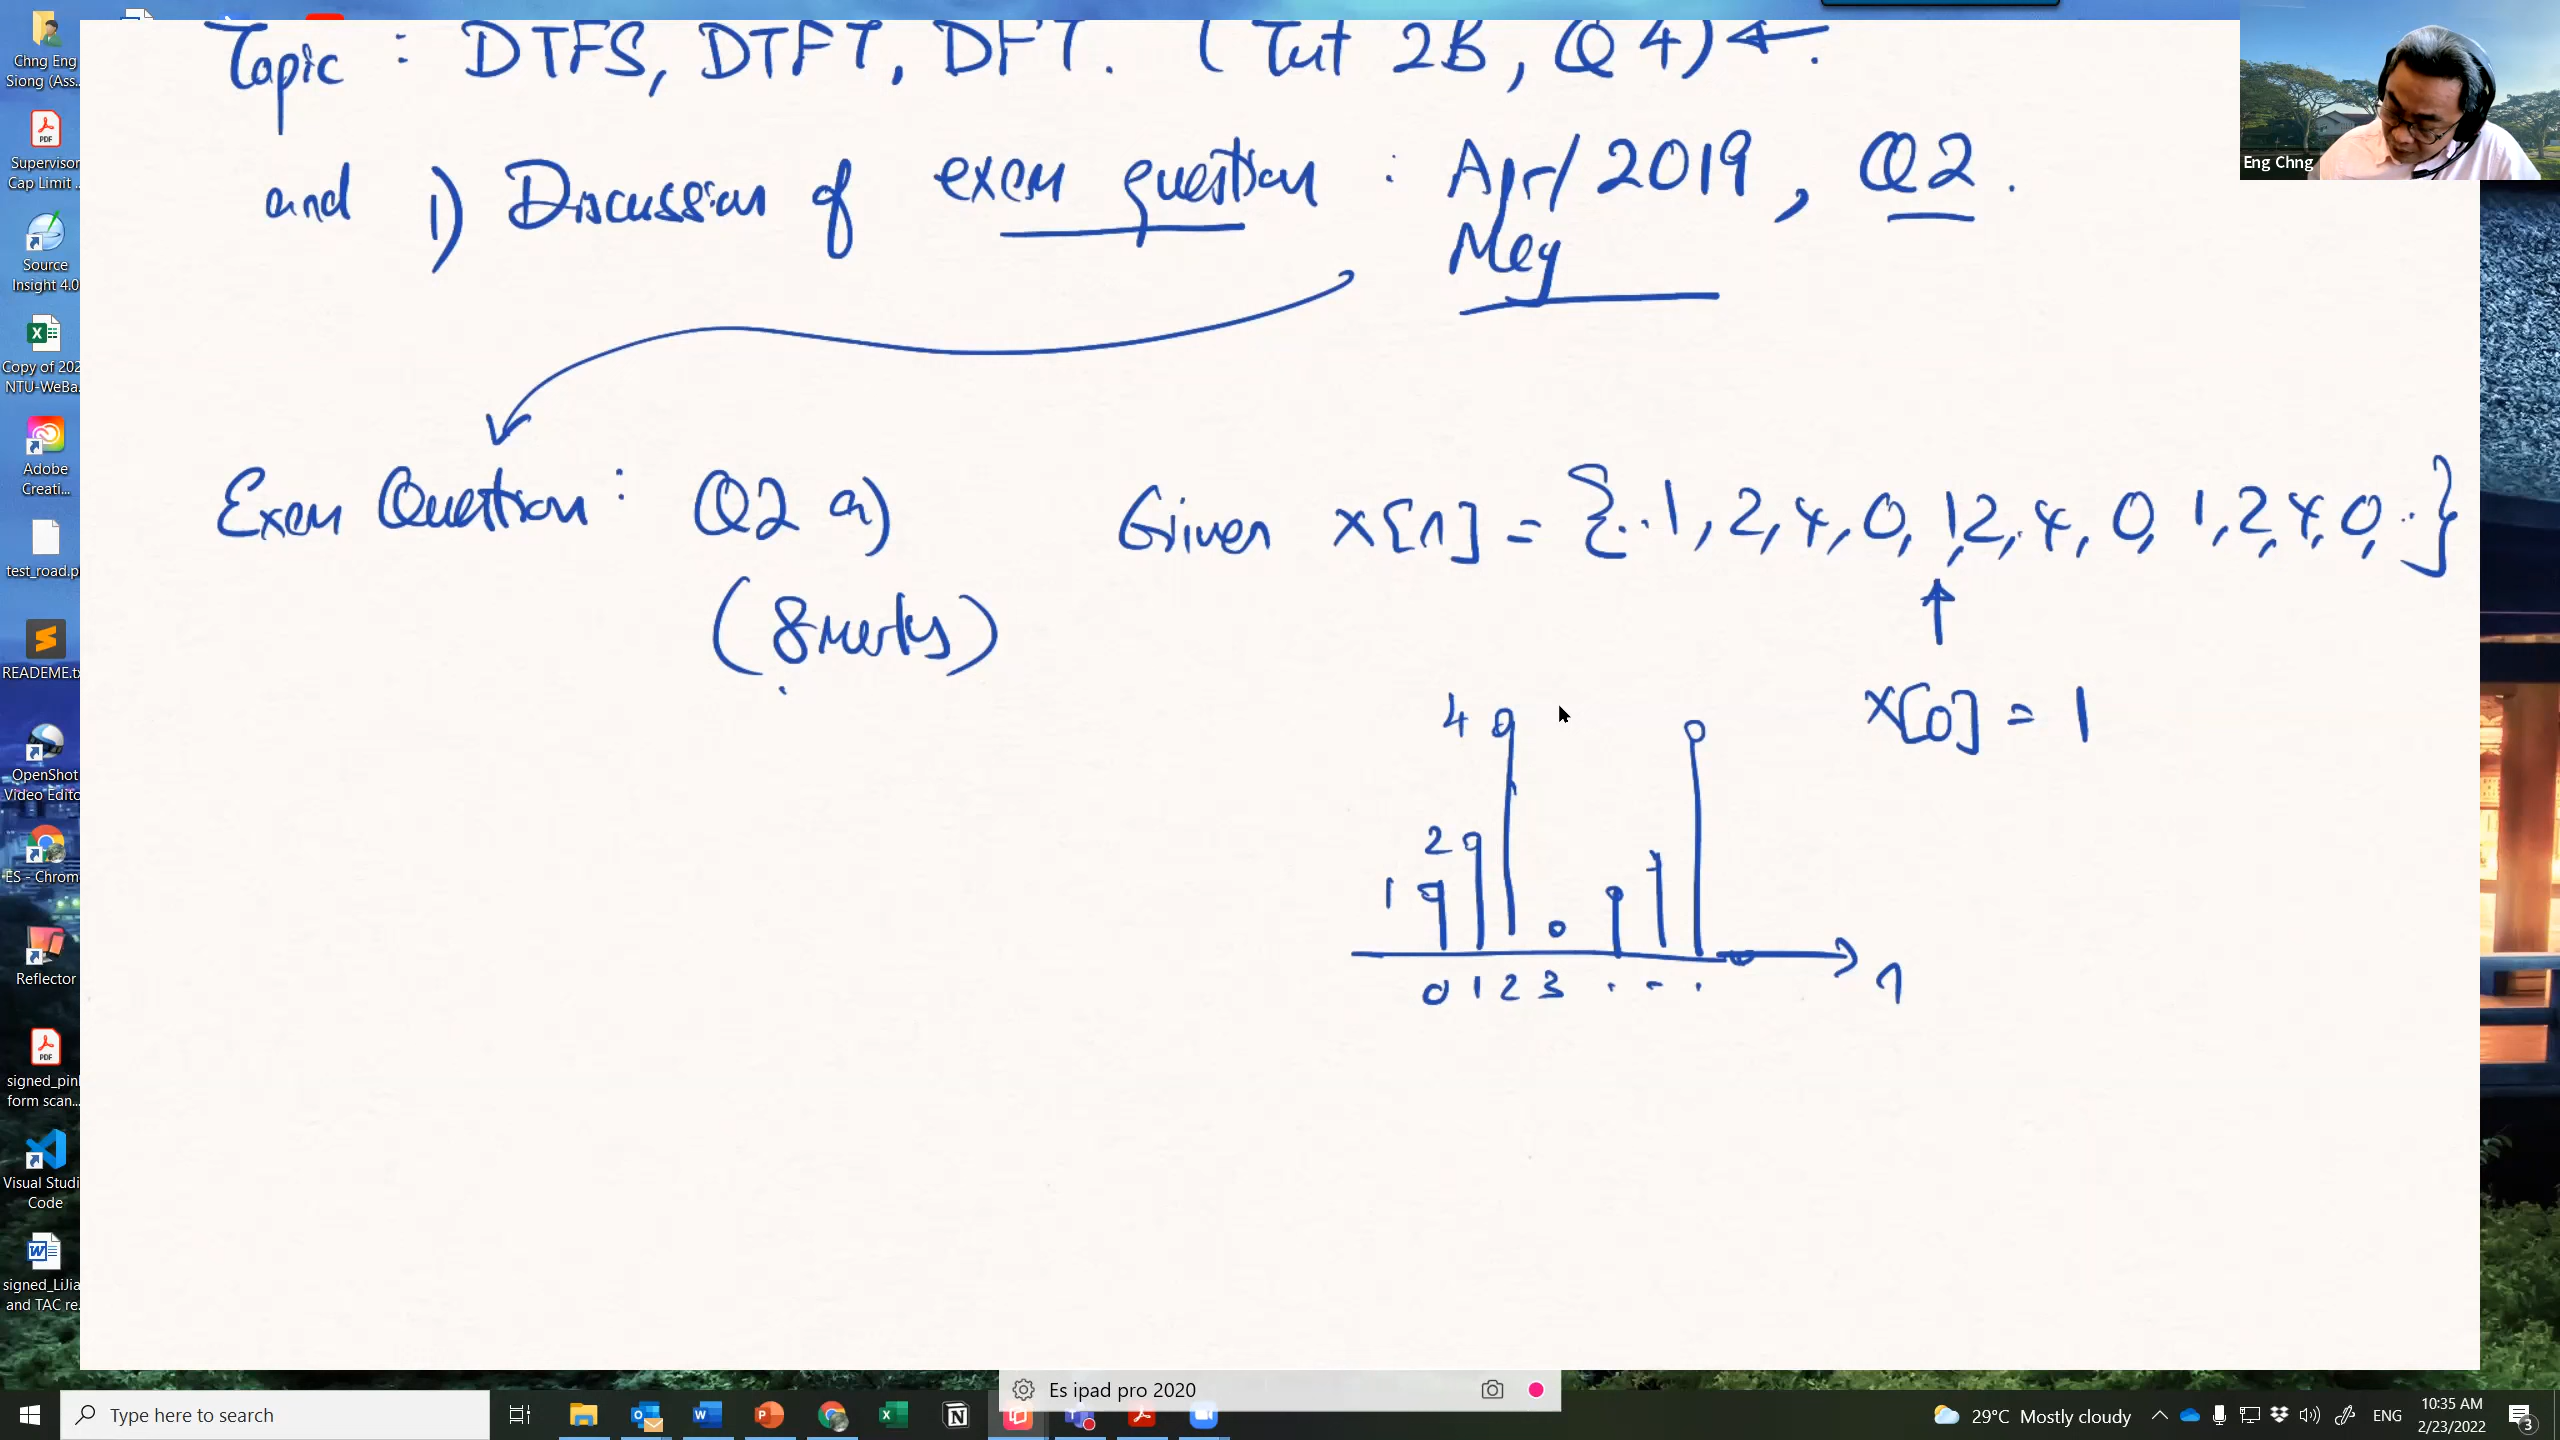 Topic : DTFS, DTFT, DFT. ( Tut 2B, Q4) ←.
and 1) Discussion of exam question : Apr/ 2019, Q2.
May
Exam Question : Q2 a) Given x[n] = {..1, 2, 4, 0, 1,2, 4, 0, 1,2,4,0,..}
(8 marks)
↑
x[0] = 1
4
2
1
0 1 2 3 . . .
n
Eng Chng
Chng Eng
Siong (Ass...
Supervisor
Cap Limit ...
Source
Insight 4.0
Copy of 202
NTU-WeBa...
Adobe
Creati...
test_road.p
READEME.tx
OpenShot
Video Edito
ES - Chrom
Reflector
signed_pinl
form scan...
Visual Studi
Code
signed_LiJia
and TAC re...
Es ipad pro 2020
Type here to search
29°C Mostly cloudy
ENG
10:35 AM
2/23/2022
3